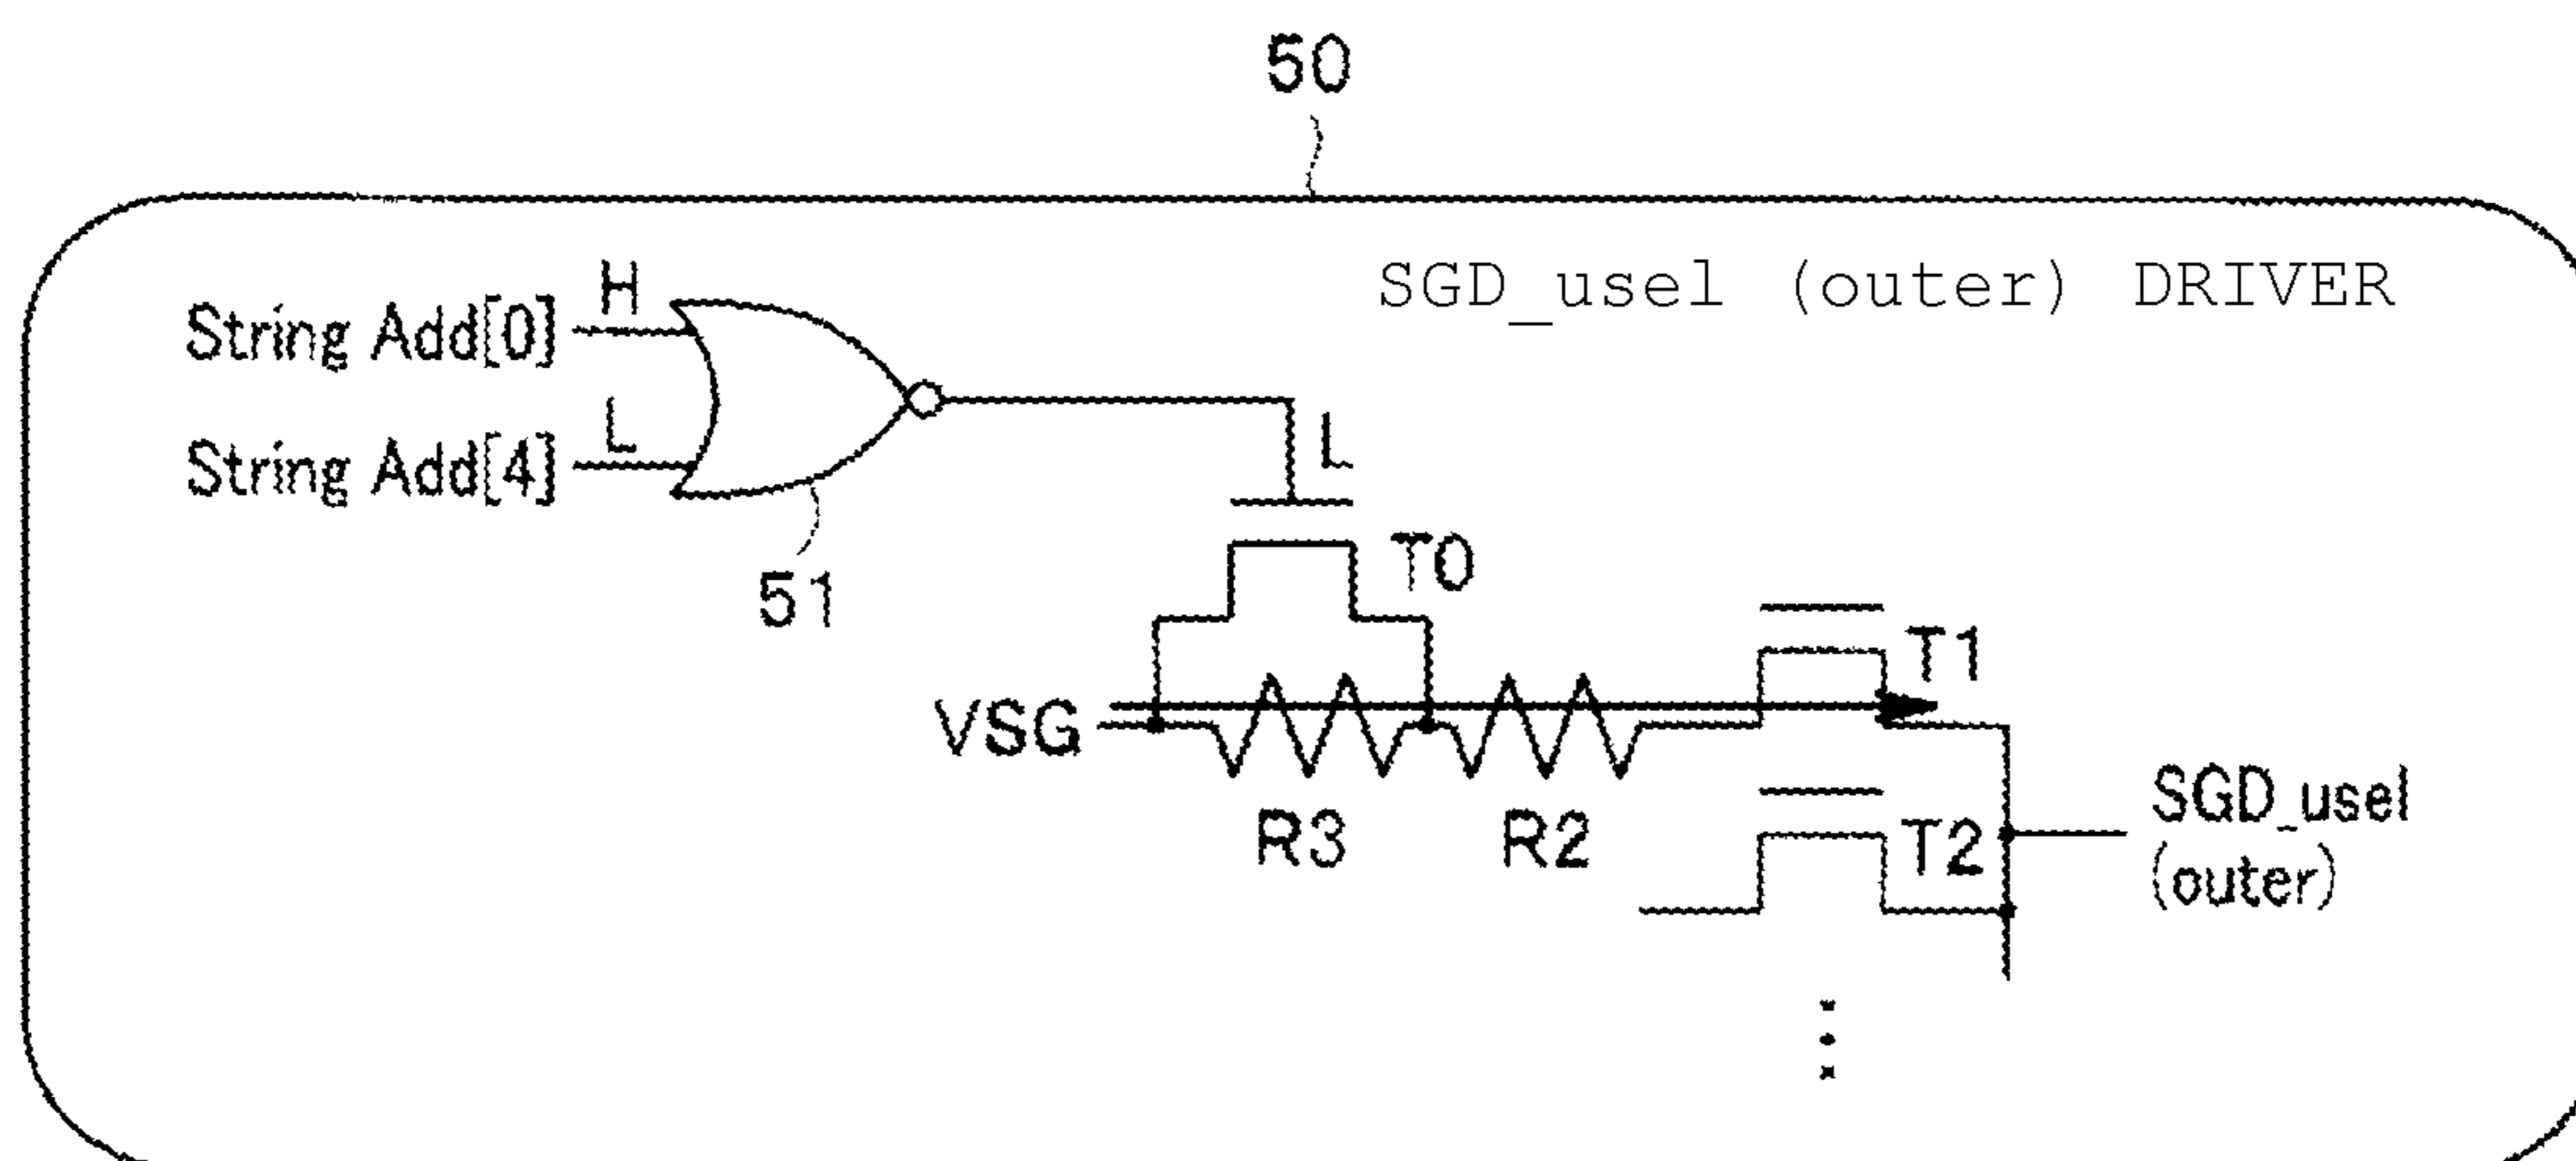 50
SGD_usel (outer) DRIVER
String Add[0]
H
String Add[4]
L
L
51
T0
T1
VSG
R3
R2
T2
SGD_usel
(outer)